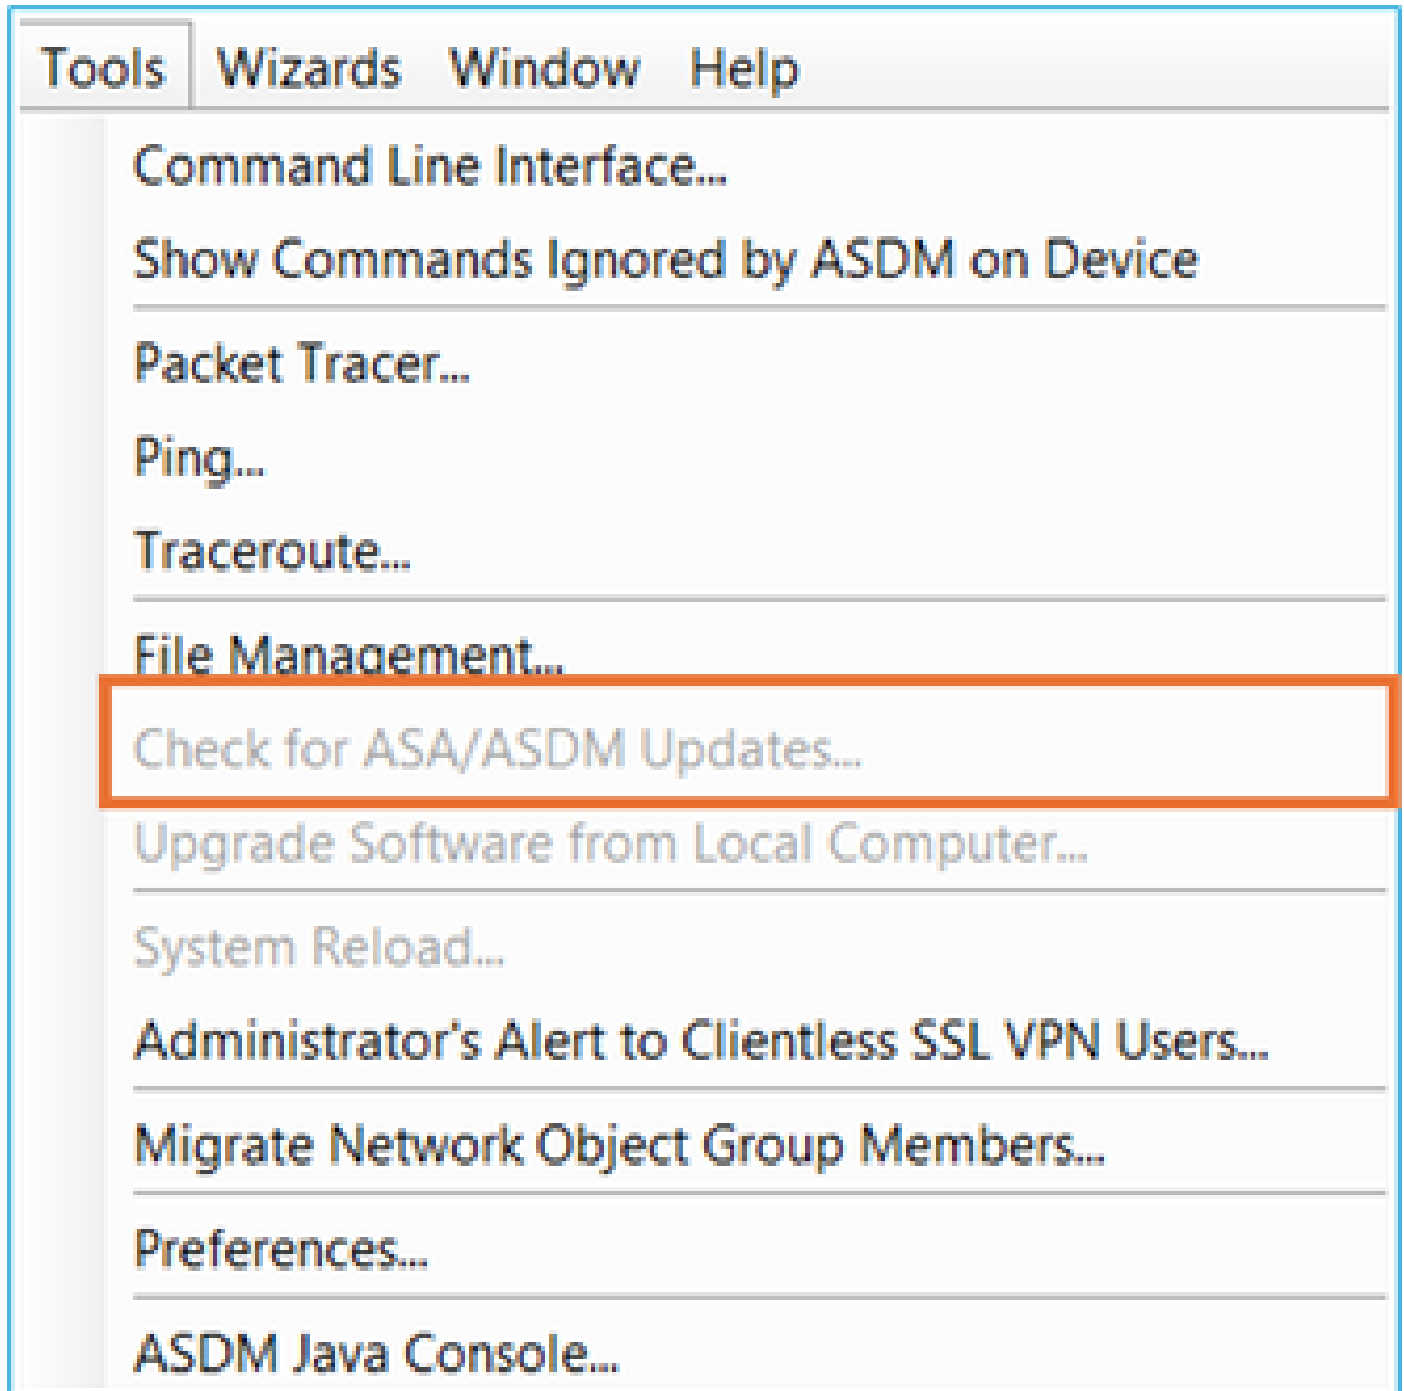 Tools Wizards Window Help
Command Line Interface...
Show Commands Ignored by ASDM on Device
Packet Tracer...
Ping...
Traceroute...
File Management...
Check for ASA/ASDM Updates...
Upgrade Software from Local Computer...
System Reload...
Administrator's Alert to Clientless SSL VPN Users...
Migrate Network Object Group Members...
Preferences...
ASDM Java Console...